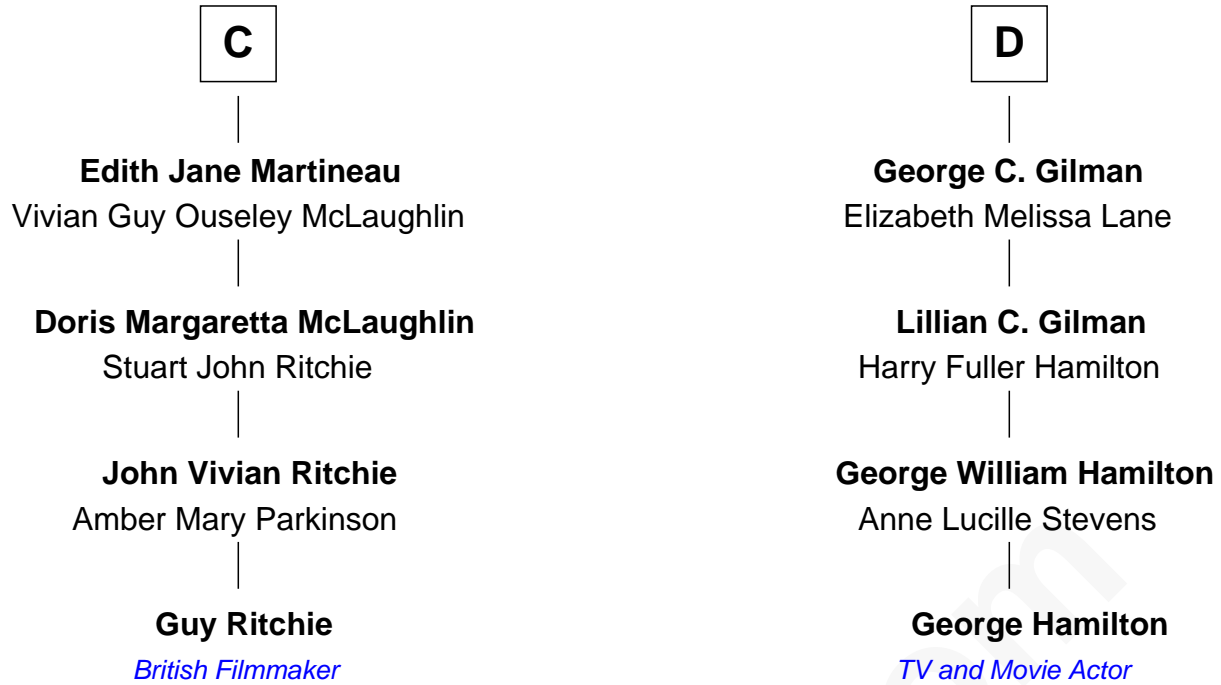 C
Edith Jane Martineau
Vivian Guy Ouseley McLaughlin
Doris Margaretta McLaughlin
Stuart John Ritchie
John Vivian Ritchie
Amber Mary Parkinson
Guy Ritchie
British Filmmaker
D
George C. Gilman
Elizabeth Melissa Lane
Lillian C. Gilman
Harry Fuller Hamilton
George William Hamilton
Anne Lucille Stevens
George Hamilton
TV and Movie Actor